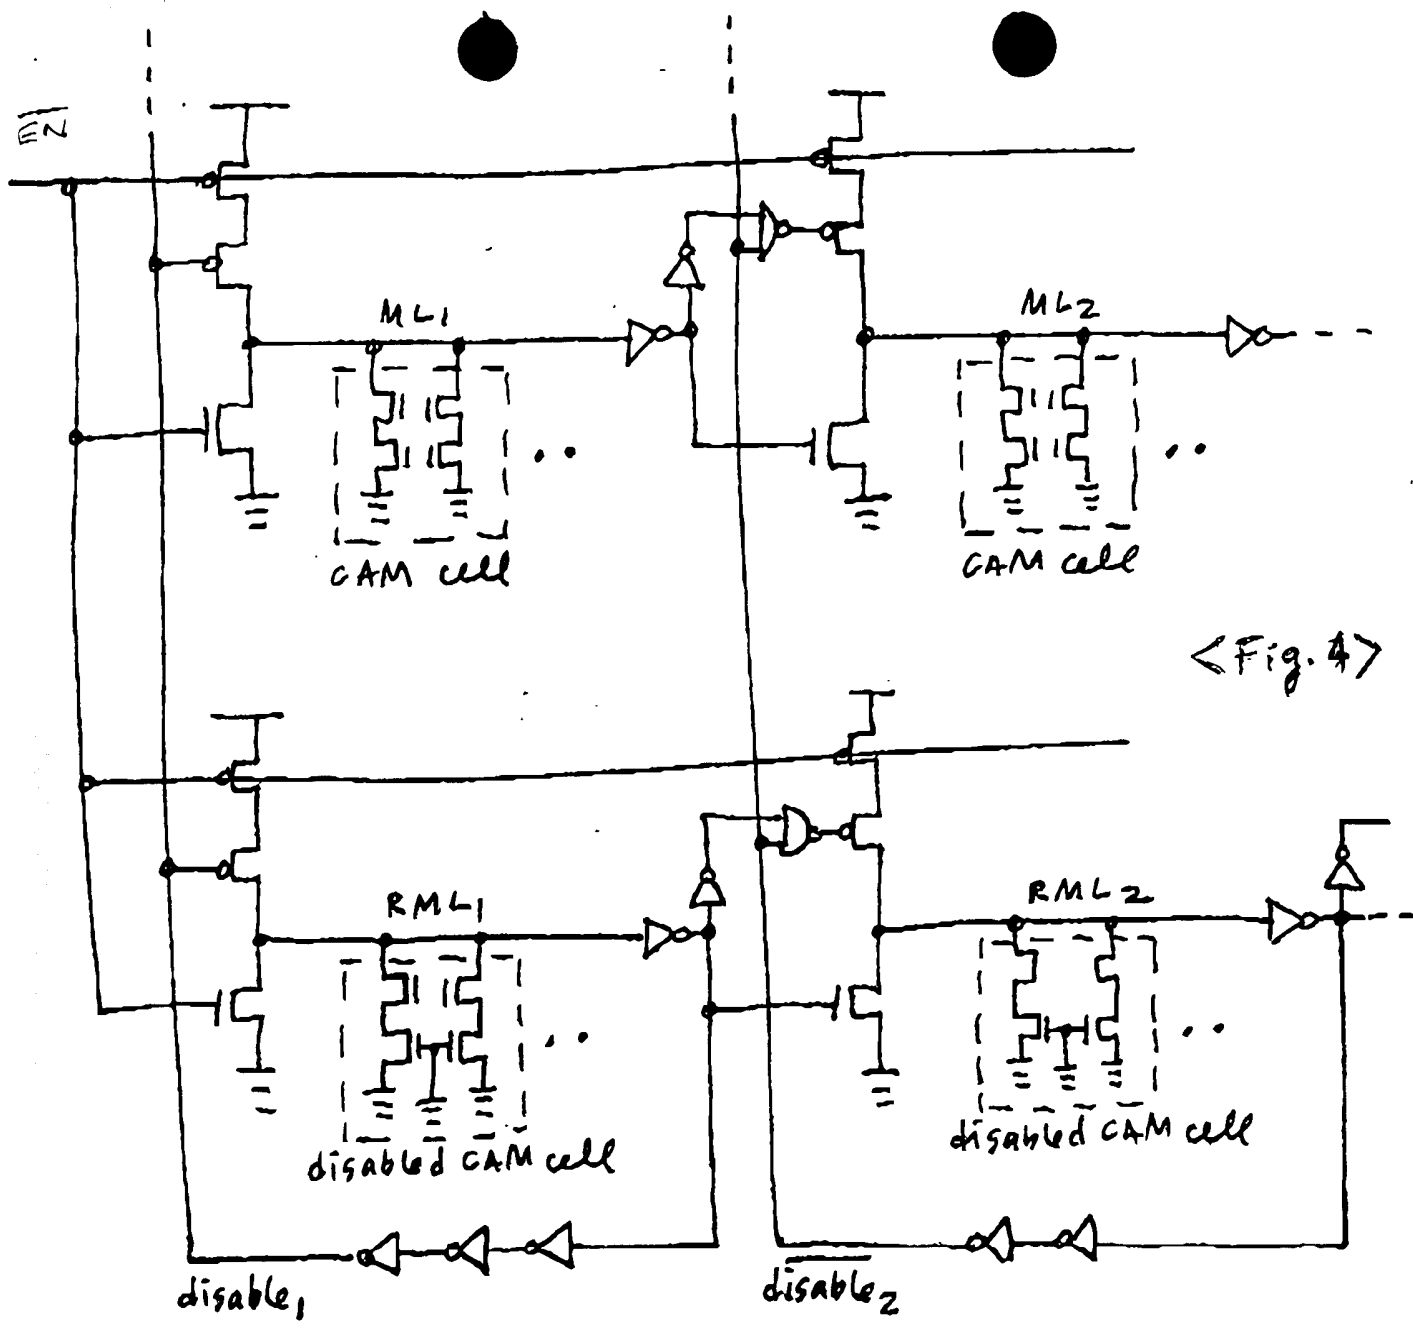 EN
ML1
ML2
CAM cell
CAM cell
<Fig. 4>
RML1
RML2
disabled CAM cell
disabled CAM cell
disable1
disable2